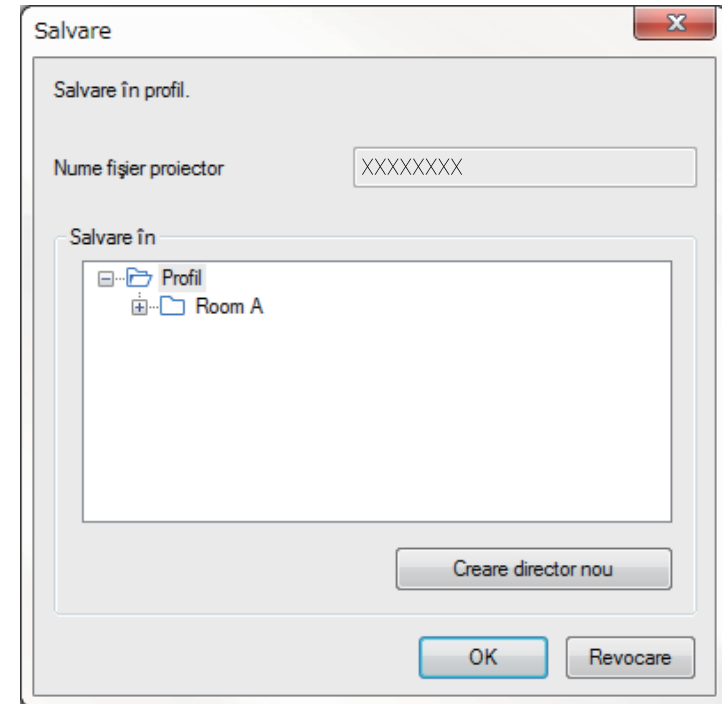 Salvare
Salvare în profil.
Nume fişier proiector XXXXXXXX
Salvare în
Profil
Room A
Creare director nou
OK Revocare